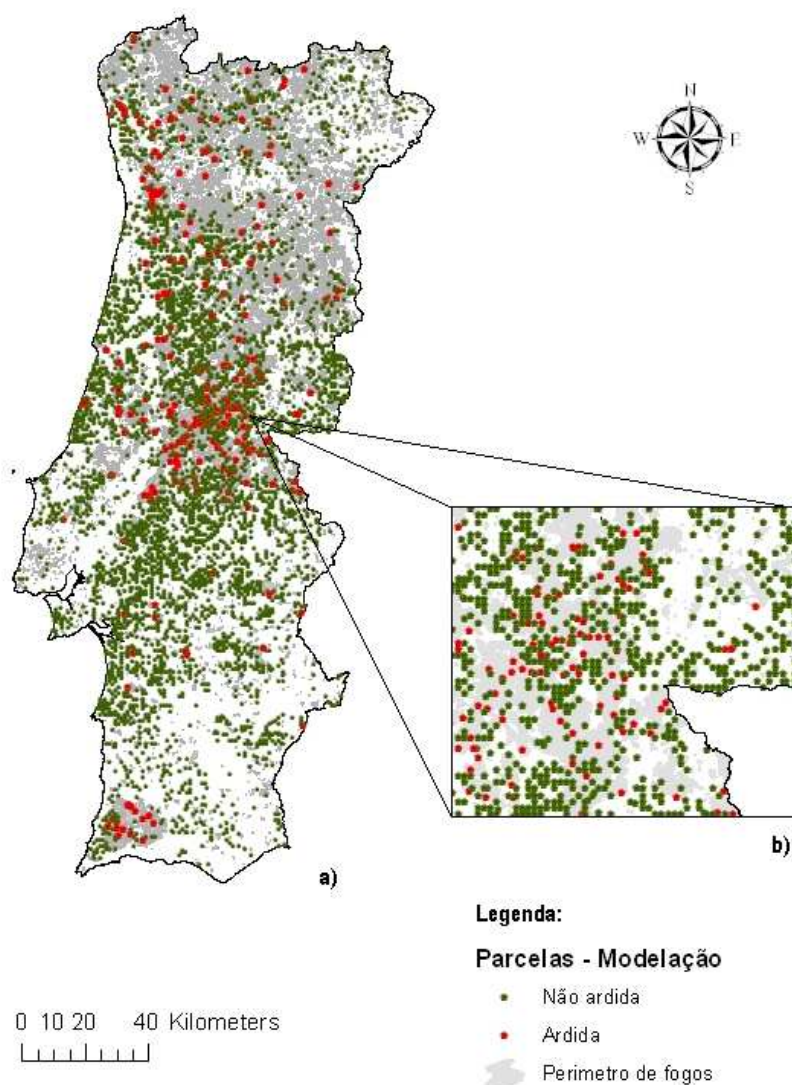 N
W E
S
a)
b)
Legenda:
Parcelas - Modelação
Não ardida
Ardida
Perimetro de fogos
0 10 20 40 Kilometers